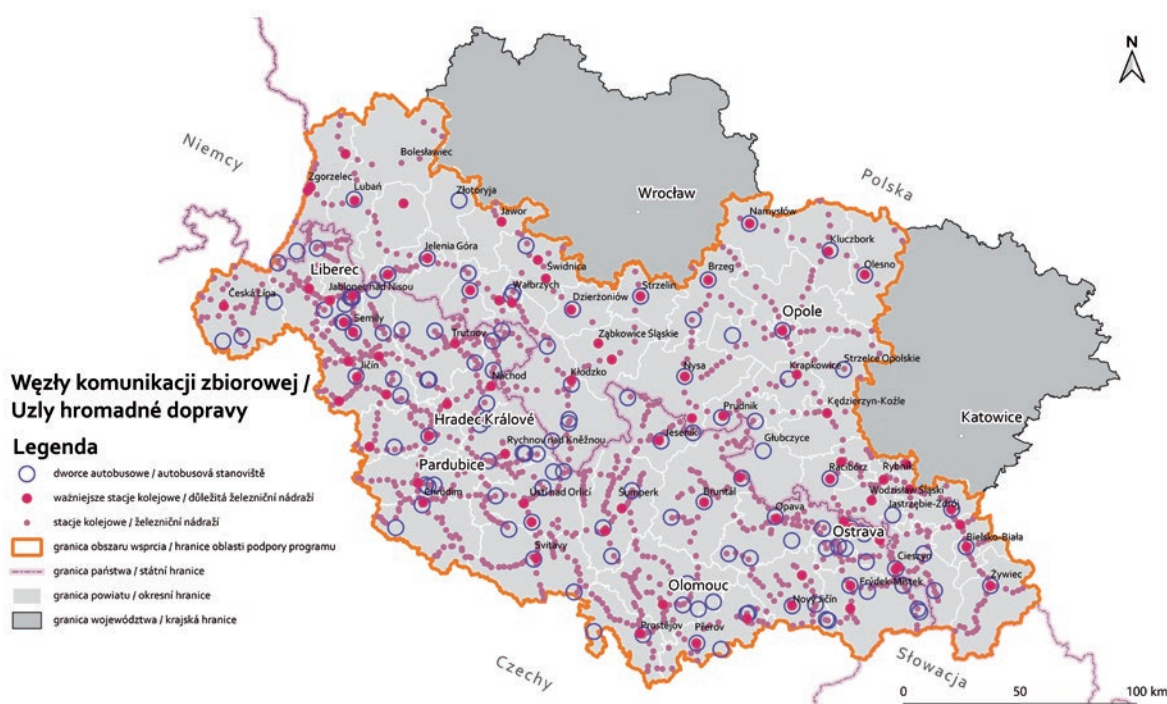 N
Niemcy
Polska
Bolesławiec
Zgorzelec
Lubań
Złotoryja
Wrocław
Jawor
Namysłów
Kluczbork
Jelenia Góra
Liberec
Świdnica
Olesno
Brzeg
Česká Lípa
Jablonec nad Nisou
Wałbrzych
Strzelin
Dzierżoniów
Opole
Semily
Trutnov
Ząbkowice Śląskie
Węzły komunikacji zbiorowej /
Uzly hromadné dopravy
Jičín
Náchod
Kłodzko
Nysa
Krapkowice
Strzelce Opolskie
Kędzierzyn-Koźle
Katowice
Hradec Králové
Prudnik
Legenda
Rychnov nad Kněžnou
Jeseník
Głubczyce
dworce autobusowe / autobusová stanoviště
Pardubice
Racibórz
Rybnik
ważniejsze stacje kolejowe / důležitá železniční nádraží
Chrudim
Ústí nad Orlicí
Šumperk
Bruntál
Wodzisław Śląski
Jastrzębie-Zdrój
stacje kolejowe / železniční nádraží
Opava
Ostrava
Bielsko-Biała
granica obszaru wsprcia / hranice oblasti podpory programu
Svitavy
Cieszyn
granica państwa / státní hranice
Olomouc
Frýdek-Místek
Żywiec
granica powiatu / okresní hranice
Nový Jičín
granica województwa / krajská hranice
Prostějov
Přerov
Czechy
Słowacja
0 50 100 km